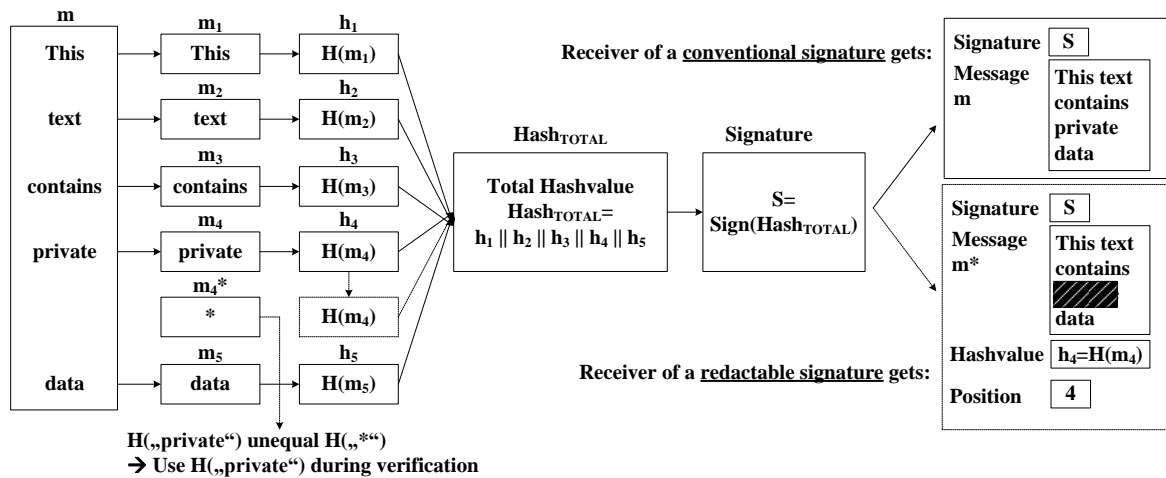 m
This
text
contains
private
data
m₁
This
m₂
text
m₃
contains
m₄
private
m₄*
*
m₅
data
h₁
H(m₁)
h₂
H(m₂)
h₃
H(m₃)
h₄
H(m₄)
H(m₄)
h₅
H(m₅)
H(„private“) unequal H(„*“)
→ Use H(„private“) during verification
Hash_TOTAL
Total Hashvalue
Hash_TOTAL=
h₁ || h₂ || h₃ || h₄ || h₅
Signature
S=
Sign(Hash_TOTAL)
Receiver of a conventional signature gets:
Signature S
Message
m
This text
contains
private
data
Receiver of a redactable signature gets:
Signature S
Message
m*
This text
contains
data
Hashvalue h₄=H(m₄)
Position 4